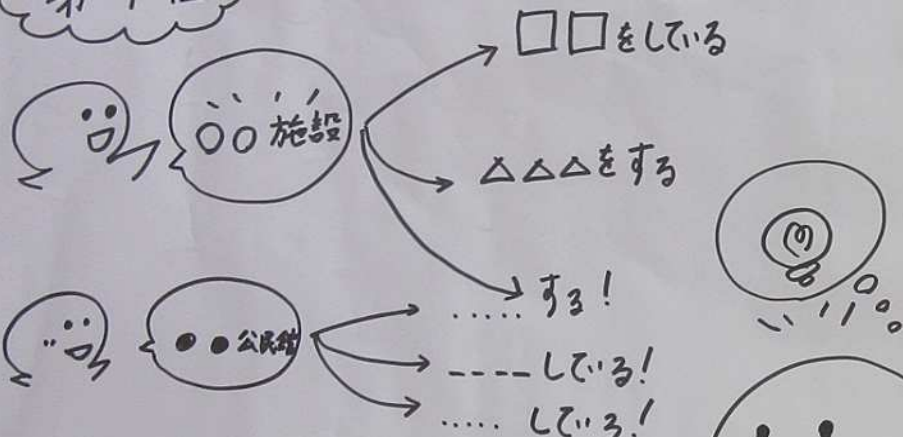 □□をしている
○○施設
△△△をする
.....する!
●●公民館
----している!
.....している!